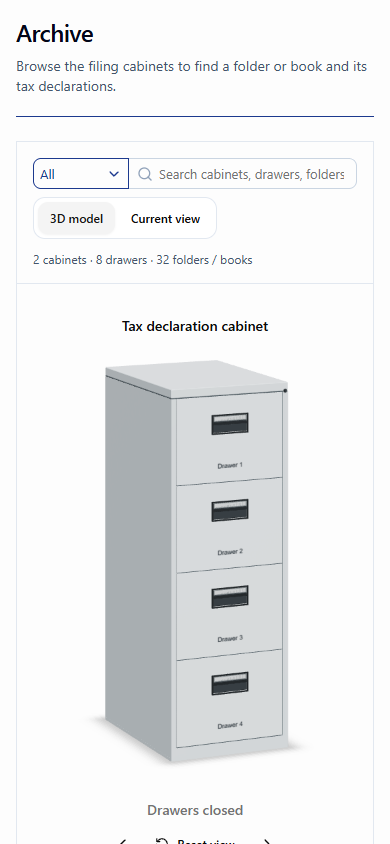 Archive
Browse the filing cabinets to find a folder or book and its
tax declarations.
All
Search cabinets, drawers, folders
3D model
Current view
2 cabinets · 8 drawers · 32 folders / books
Tax declaration cabinet
Drawer 1
Drawer 2
Drawer 3
Drawer 4
Drawers closed
Reset view